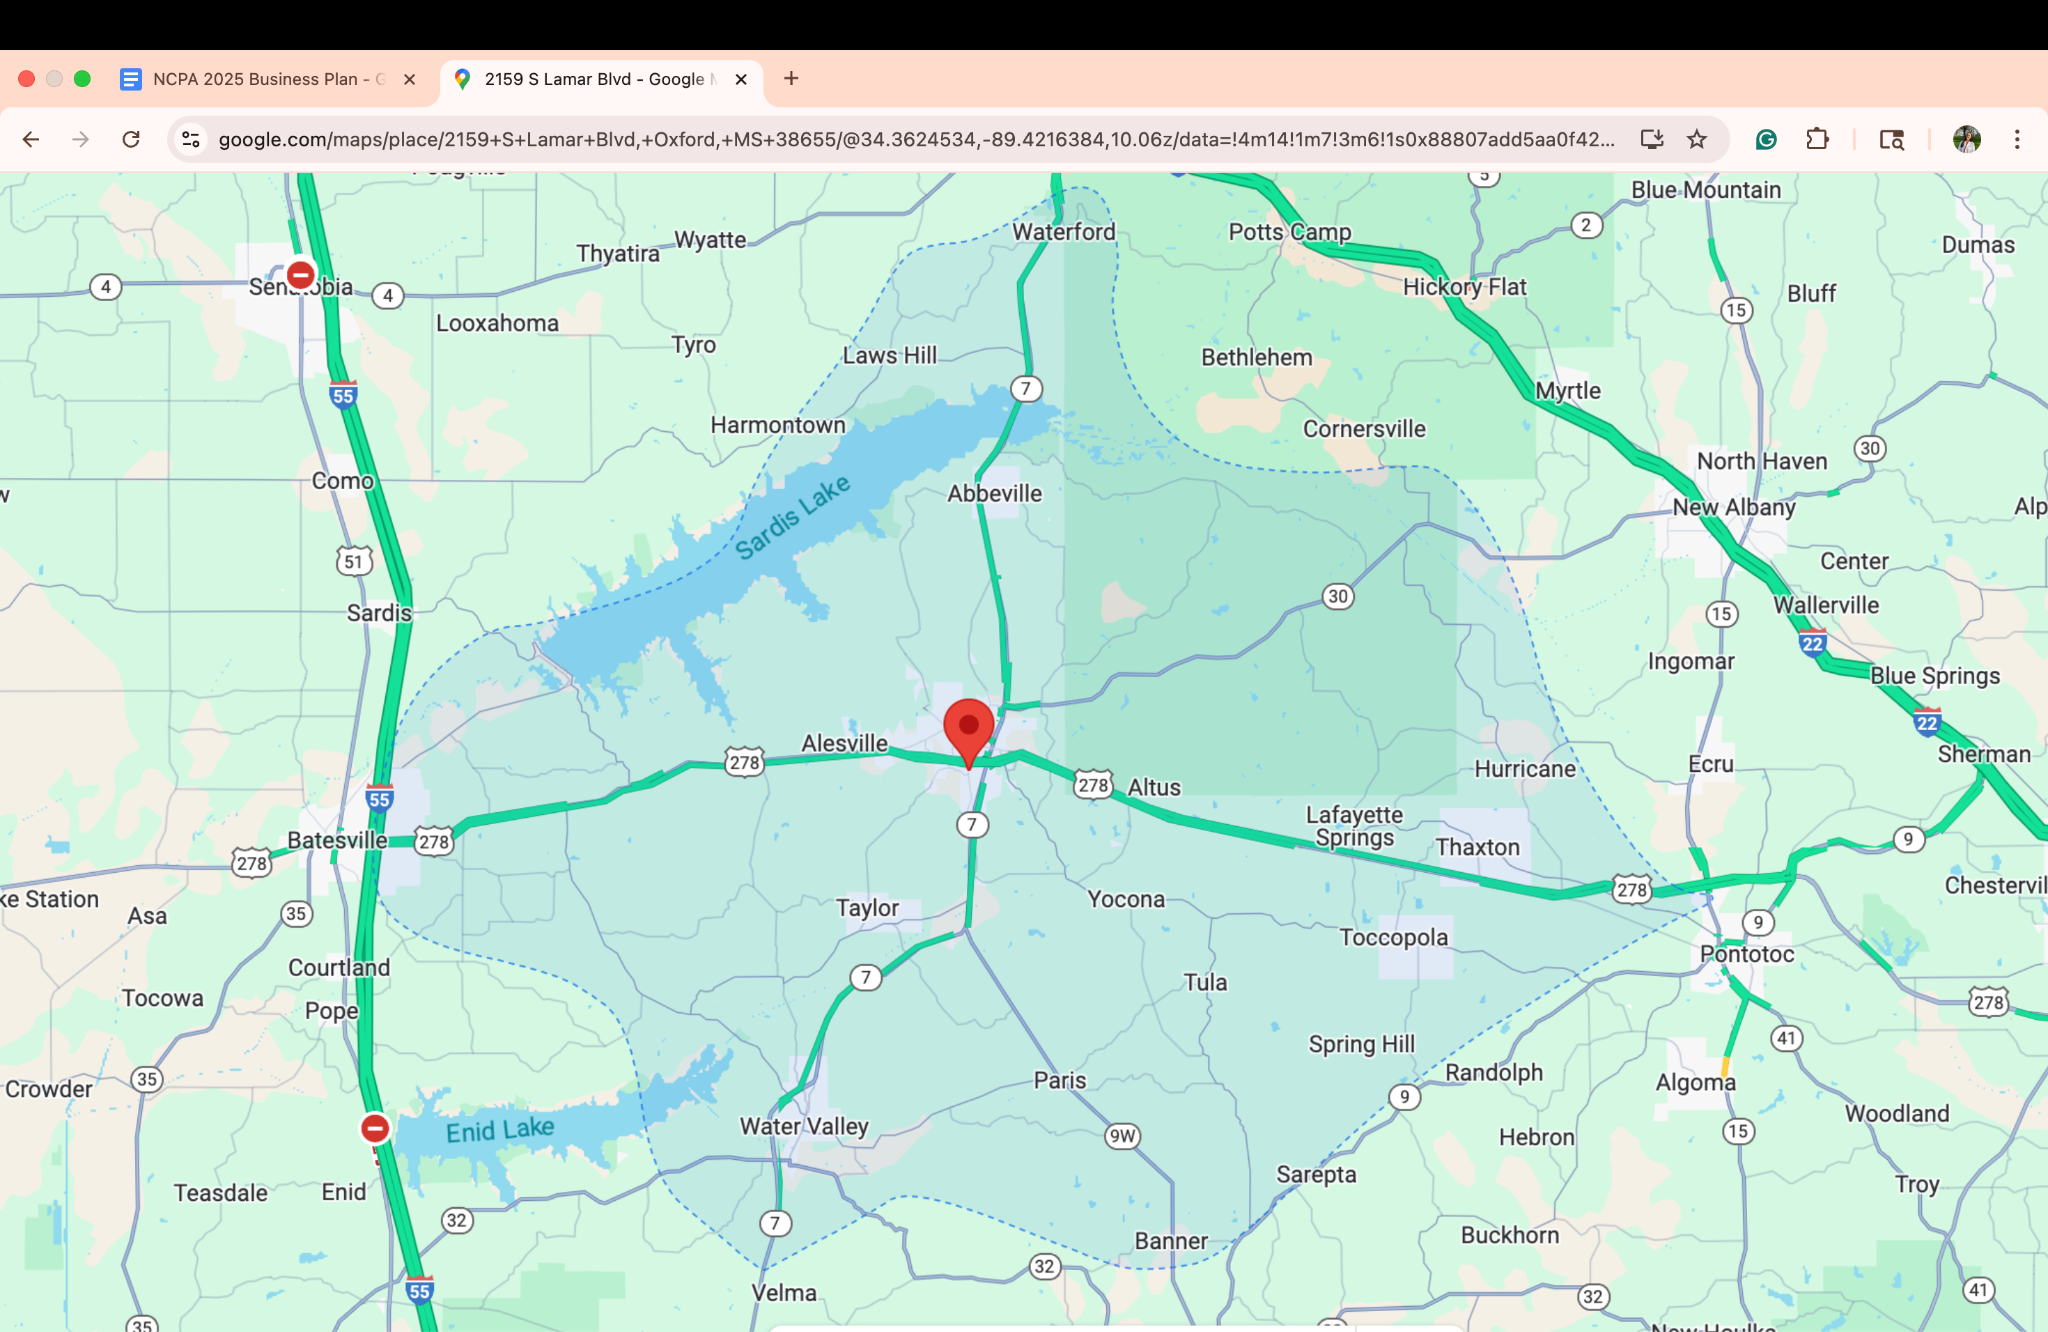 NCPA 2025 Business Plan - G
2159 S Lamar Blvd - Google M
google.com/maps/place/2159+S+Lamar+Blvd,+Oxford,+MS+38655/@34.3624534,-89.4216384,10.06z/data=!4m14!1m7!3m6!1s0x88807add5aa0f42...
5
Blue Mountain
Waterford
Potts Camp
2
Dumas
Thyatira
Wyatte
4
Senatobia
4
Hickory Flat
Bluff
15
Looxahoma
Tyro
Laws Hill
Bethlehem
7
55
Myrtle
Harmontown
Cornersville
30
North Haven
Como
Sardis Lake
Abbeville
New Albany
Alp
51
Center
30
Sardis
Wallerville
15
22
Ingomar
Blue Springs
22
Alesville
278
Sherman
Ecru
Hurricane
278
Altus
55
Lafayette
Springs
7
Batesville
278
278
Thaxton
9
278
ke Station
Asa
35
Taylor
Yocona
Chestervil
9
Toccopola
Pontotoc
Courtland
7
Tula
Tocowa
278
Pope
Spring Hill
41
Crowder
35
Paris
Randolph
Algoma
9
Woodland
Enid Lake
Water Valley
9W
Hebron
15
Teasdale
Enid
Sarepta
Troy
32
7
Banner
Buckhorn
32
55
Velma
32
41
35
New Houlka